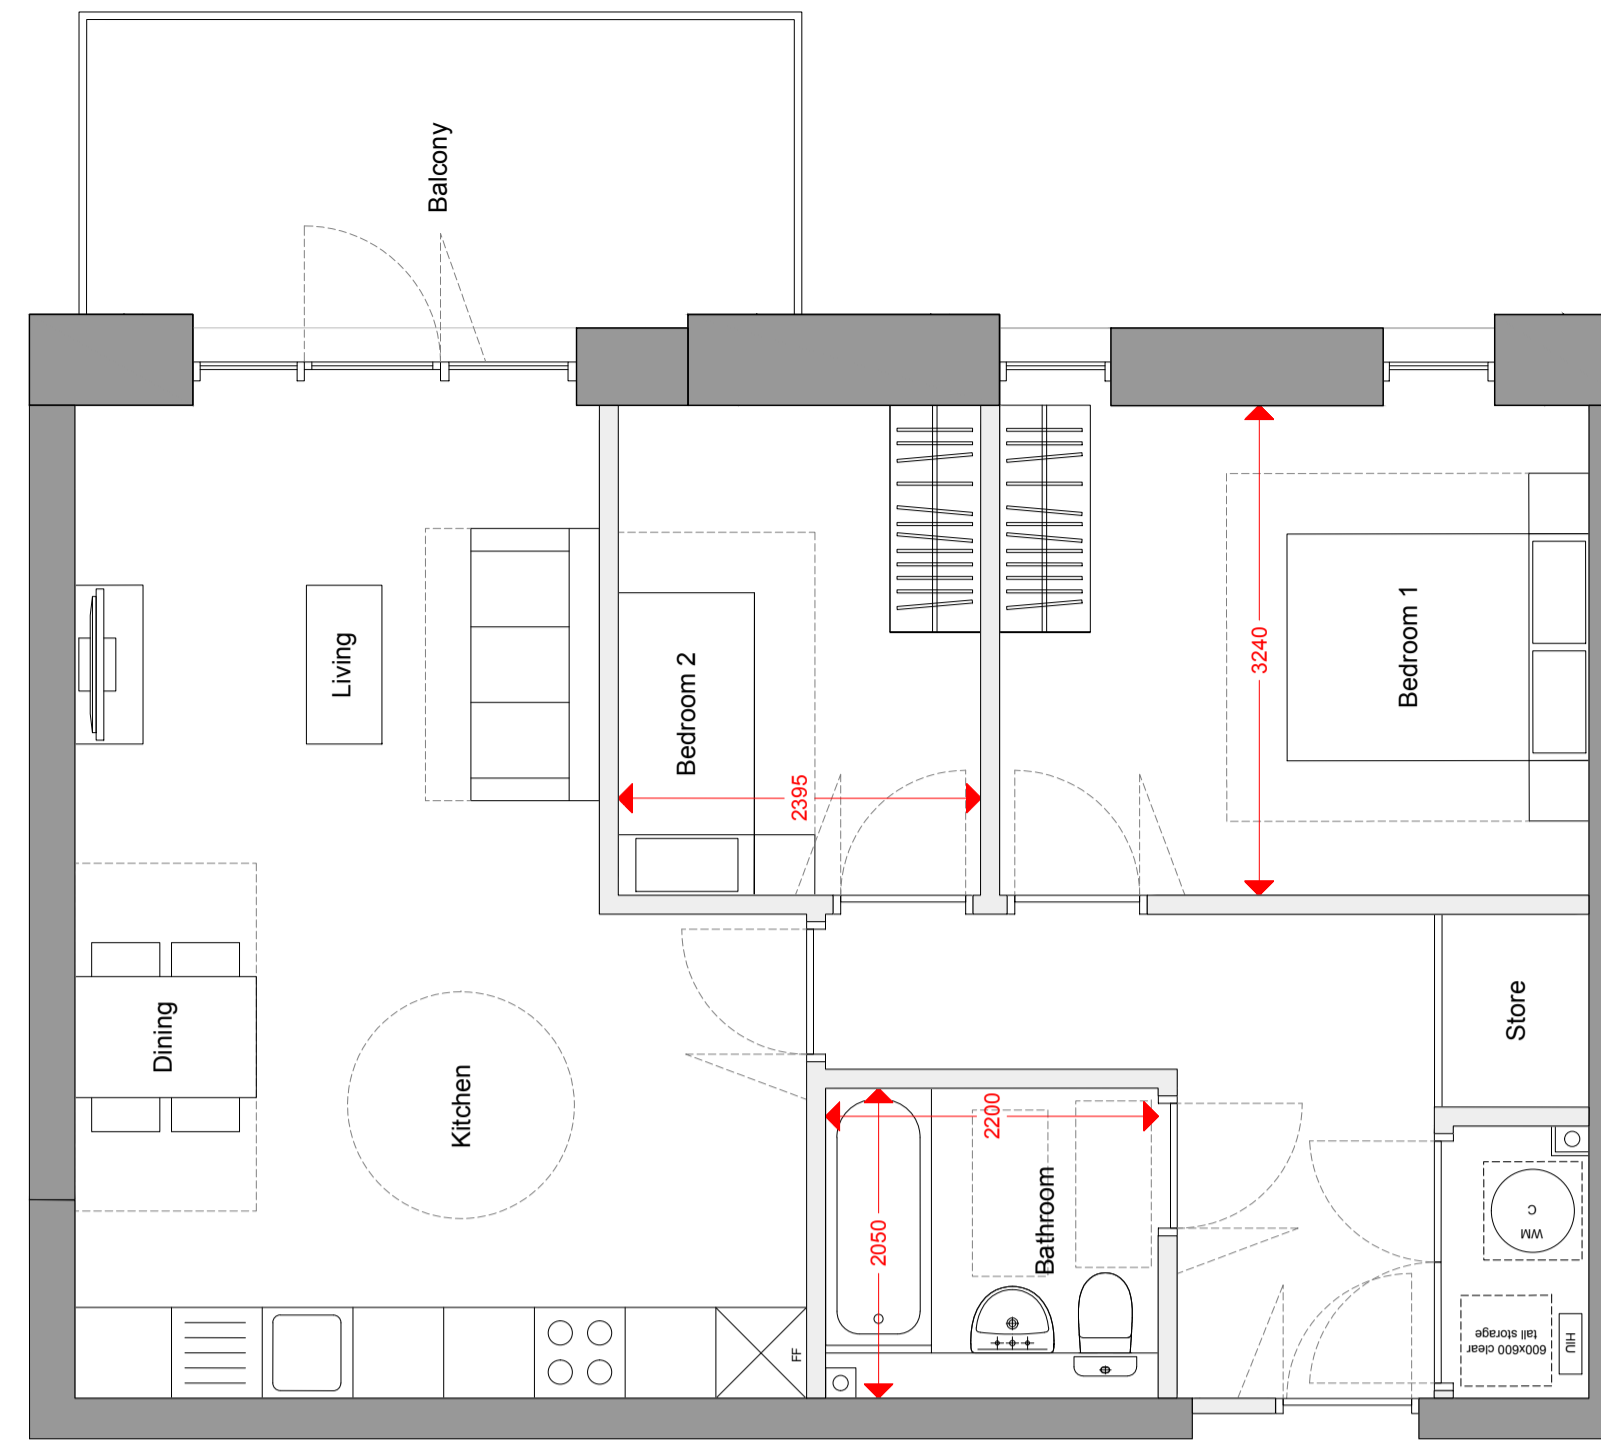 Balcony
Living
Bedroom 2
2395
3240
Bedroom 1
Dining
Kitchen
Store
2200
2050
Bathroom
WM
C
600x600 clear
tall storage
HIU
FF